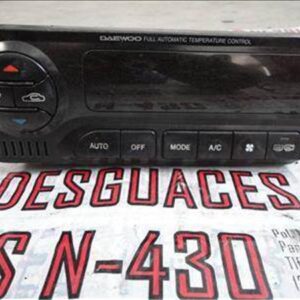 DAEWOO FULL AUTOMATIC TEMPERATURE CONTROL
AUTO OFF MODE A/C
DESGUACES
S N-430